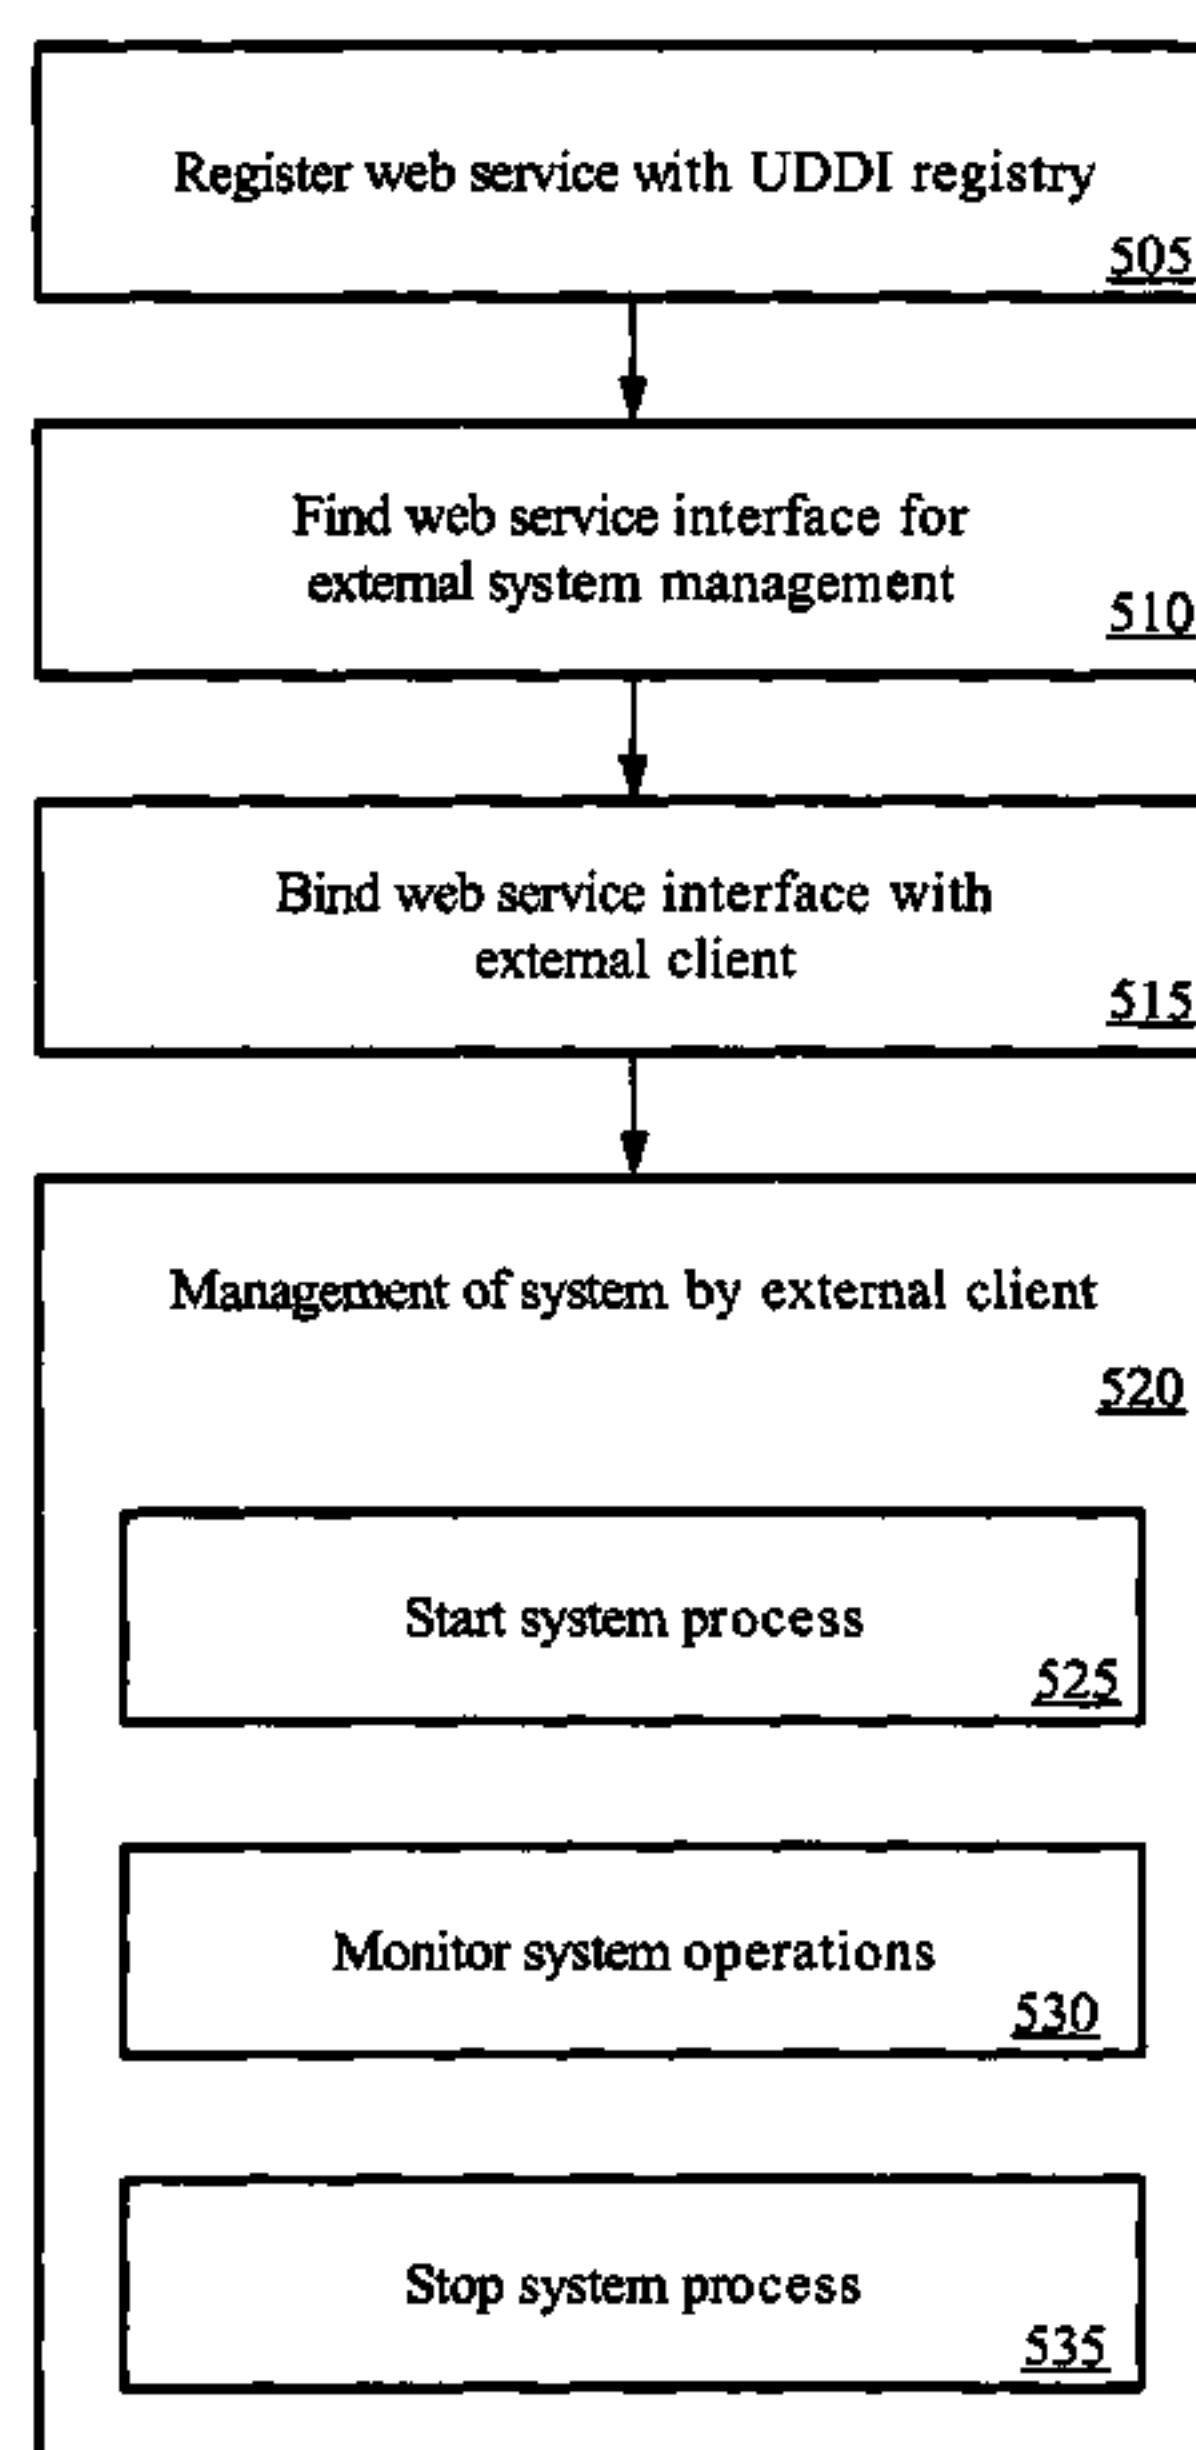 Register web service with UDDI registry
505
Find web service interface for
external system management
510
Bind web service interface with
external client
515
Management of system by external client
520
Start system process
525
Monitor system operations
530
Stop system process
535